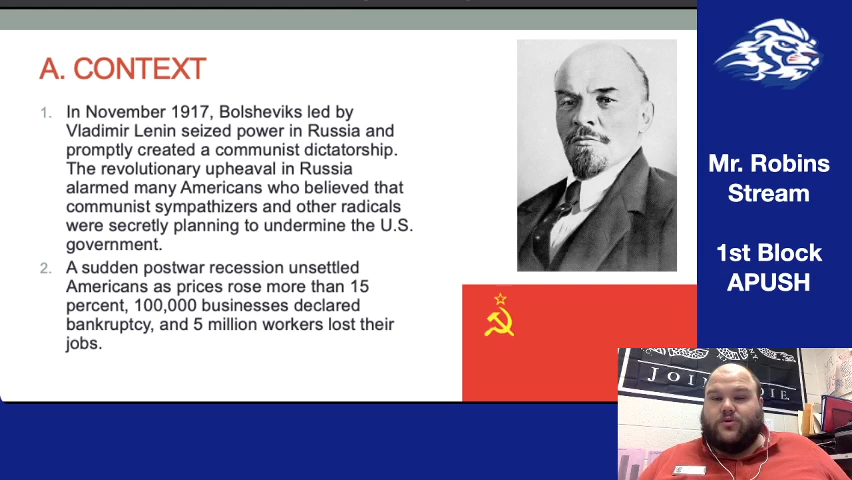 A. CONTEXT
1. In November 1917, Bolsheviks led by
Vladimir Lenin seized power in Russia and
promptly created a communist dictatorship.
The revolutionary upheaval in Russia
alarmed many Americans who believed that
communist sympathizers and other radicals
were secretly planning to undermine the U.S.
government.
2. A sudden postwar recession unsettled
Americans as prices rose more than 15
percent, 100,000 businesses declared
bankruptcy, and 5 million workers lost their
jobs.
Mr. Robins
Stream
1st Block
APUSH
JOIN
DIE.